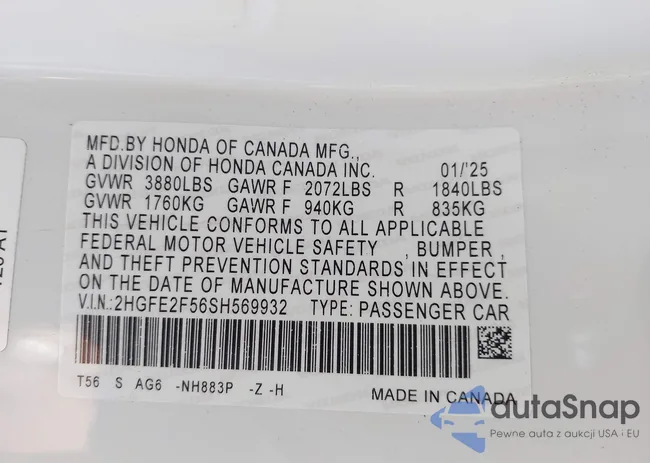 MFD.BY HONDA OF CANADA MFG.,
A DIVISION OF HONDA CANADA INC. 01/'25
GVWR 3880LBS GAWR F 2072LBS R 1840LBS
GVWR 1760KG GAWR F 940KG R 835KG
THIS VEHICLE CONFORMS TO ALL APPLICABLE
FEDERAL MOTOR VEHICLE SAFETY , BUMPER ,
AND THEFT PREVENTION STANDARDS IN EFFECT
ON THE DATE OF MANUFACTURE SHOWN ABOVE.
V.I.N.:2HGFE2F56SH569932 TYPE: PASSENGER CAR
T56 S AG6 -NH883P -Z -H MADE IN CANADA
autaSnap
Pewne auta z aukcji USA i EU